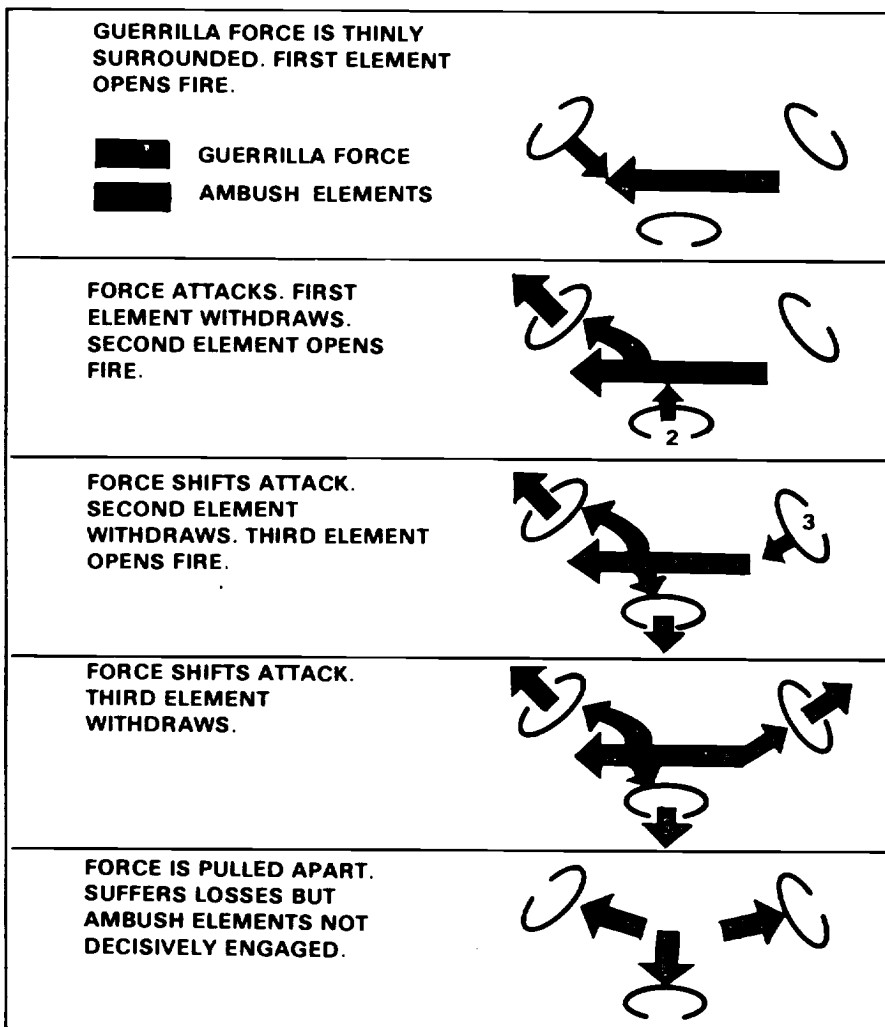 GUERRILLA FORCE IS THINLY
SURROUNDED. FIRST ELEMENT
OPENS FIRE.
GUERRILLA FORCE
AMBUSH ELEMENTS
FORCE ATTACKS. FIRST
ELEMENT WITHDRAWS.
SECOND ELEMENT OPENS
FIRE.
2
FORCE SHIFTS ATTACK.
SECOND ELEMENT
WITHDRAWS. THIRD ELEMENT
OPENS FIRE.
3
FORCE SHIFTS ATTACK.
THIRD ELEMENT
WITHDRAWS.
FORCE IS PULLED APART.
SUFFERS LOSSES BUT
AMBUSH ELEMENTS NOT
DECISIVELY ENGAGED.